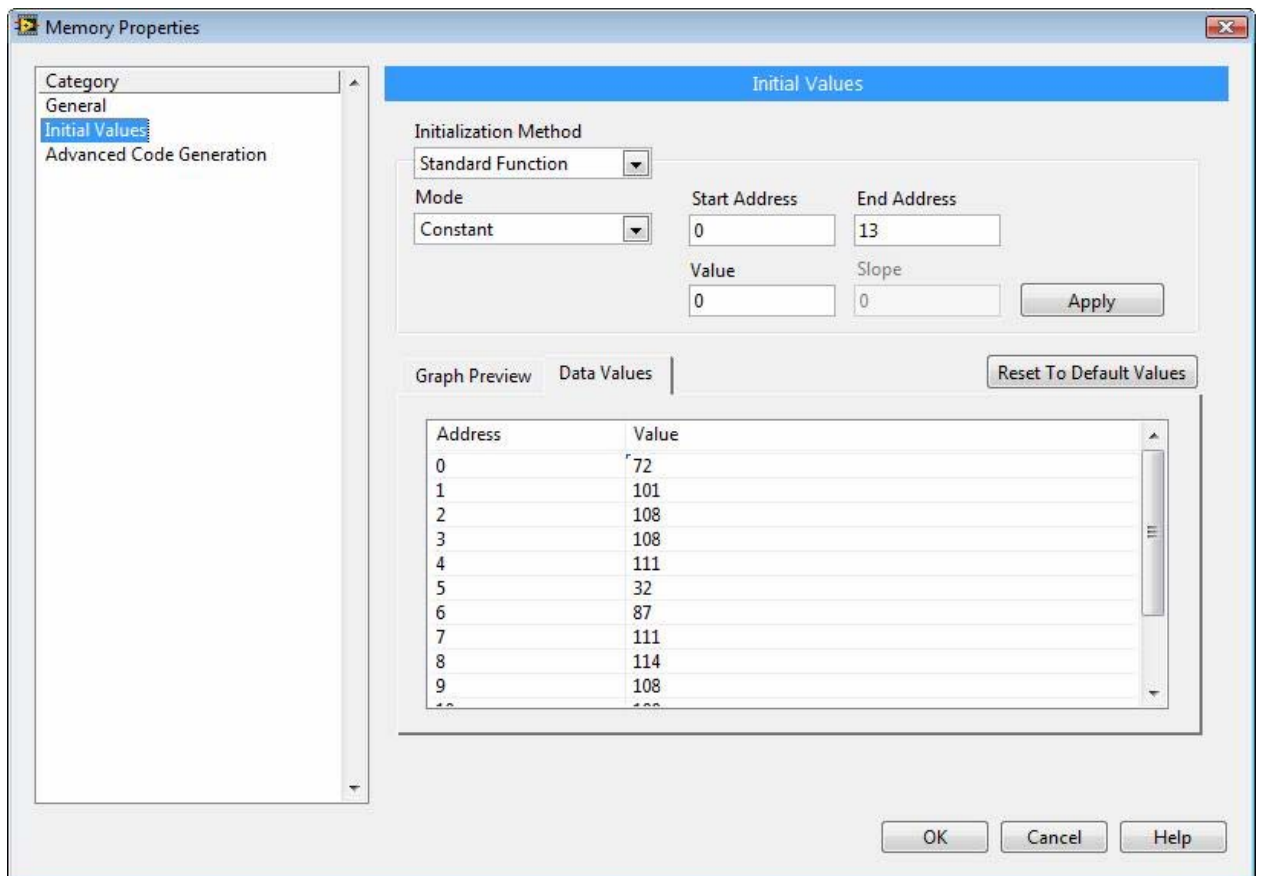 Memory Properties
Category
General
Initial Values
Advanced Code Generation
Initial Values
Initialization Method
Standard Function
Mode
Constant
Start Address
End Address
0
13
Value
Slope
0
0
Apply
Graph Preview
Data Values
Reset To Default Values
Address Value
0 72
1 101
2 108
3 108
4 111
5 32
6 87
7 111
8 114
9 108
OK
Cancel
Help